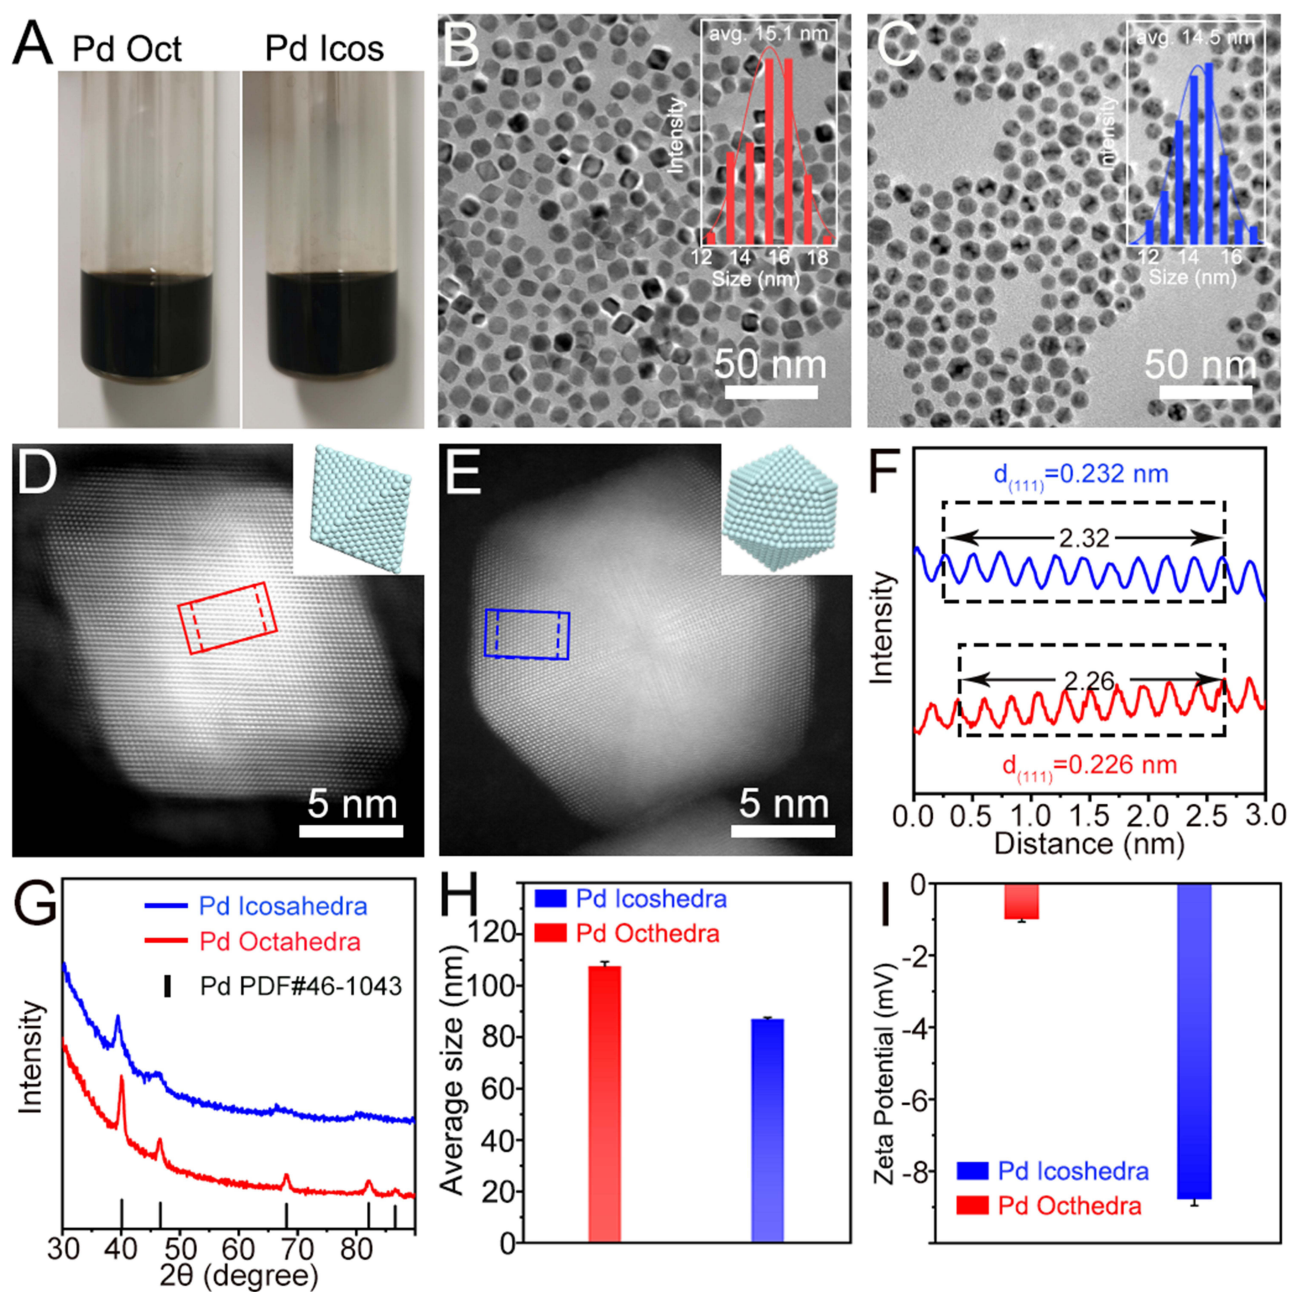 A
Pd Oct
Pd Icos
B
avg. 15.1 nm
Intensity
12 14 16 18
Size (nm)
50 nm
C
avg. 14.5 nm
Intensity
12 14 16
Size (nm)
50 nm
D
5 nm
E
5 nm
F
d(111)=0.232 nm
2.32
2.26
d(111)=0.226 nm
Intensity
0.0 0.5 1.0 1.5 2.0 2.5 3.0
Distance (nm)
G
Pd Icosahedra
Pd Octahedra
Pd PDF#46-1043
Intensity
30 40 50 60 70 80
2θ (degree)
H
Pd Icoshedra
Pd Octhedra
Average size (nm)
120
100
80
60
40
20
0
I
0
-2
-4
-6
-8
Zeta Potential (mV)
Pd Icoshedra
Pd Octhedra